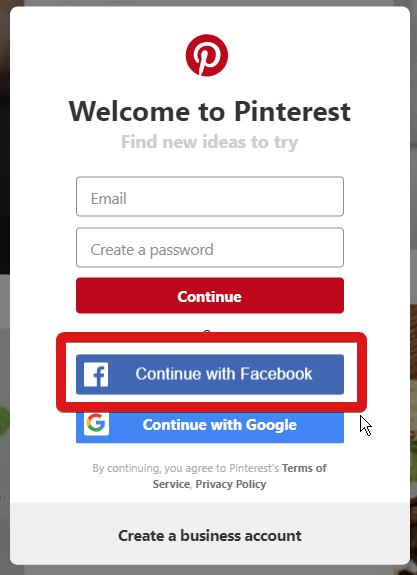 Welcome to Pinterest
Find new ideas to try
Email
Create a password
Continue
Continue with Facebook
Continue with Google
By continuing, you agree to Pinterest's Terms of
Service, Privacy Policy
Create a business account